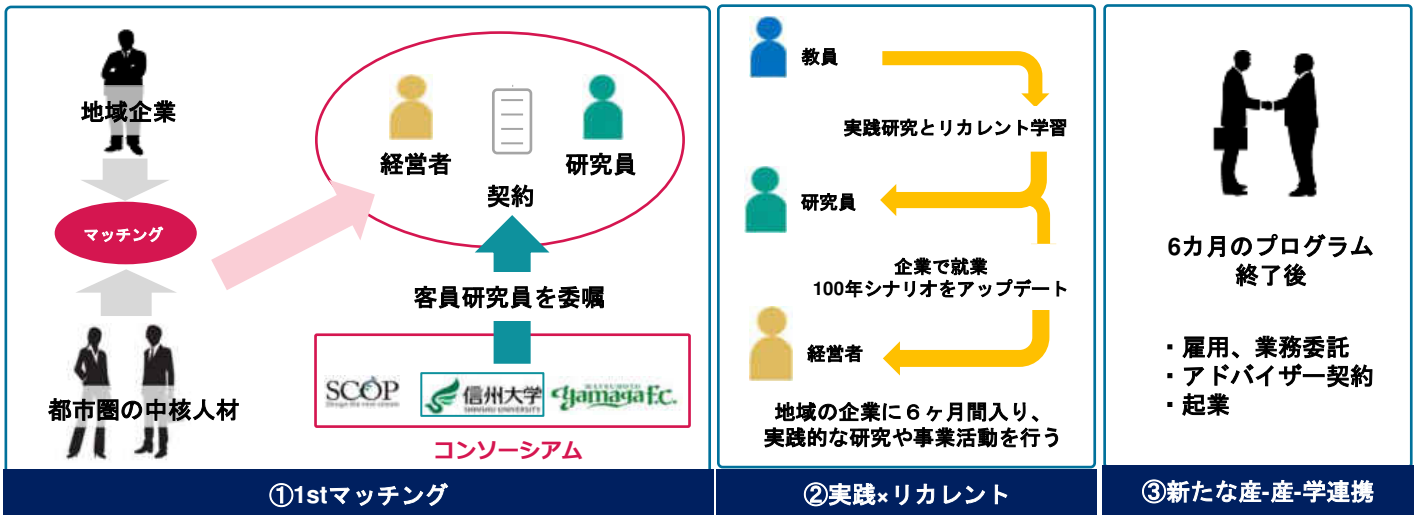 地域企業
マッチング
都市圏の中核人材
経営者
研究員
契約
客員研究員を委嘱
SCOP
信州大学
SHINSHU UNIVERSITY
MATSUMOTO
yamaga F.C.
コンソーシアム
①1stマッチング
教員
実践研究とリカレント学習
研究員
企業で就業
100年シナリオをアップデート
経営者
地域の企業に６ヶ月間入り、
実践的な研究や事業活動を行う
②実践×リカレント
6カ月のプログラム
終了後
・雇用、業務委託
・アドバイザー契約
・起業
③新たな産-産-学連携